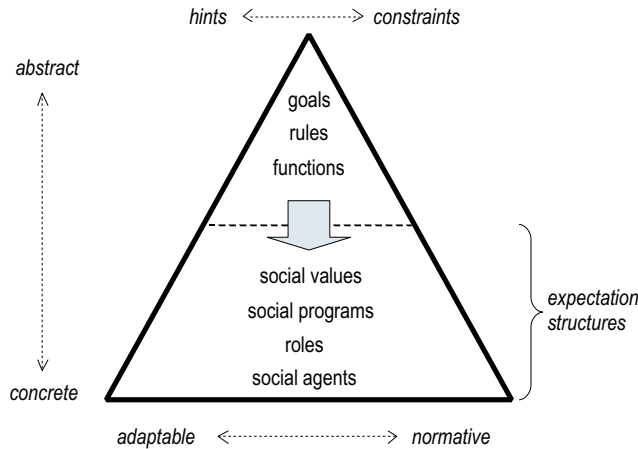 hints
constraints
abstract
goals
rules
functions
social values
social programs
roles
social agents
expectation
structures
concrete
adaptable
normative